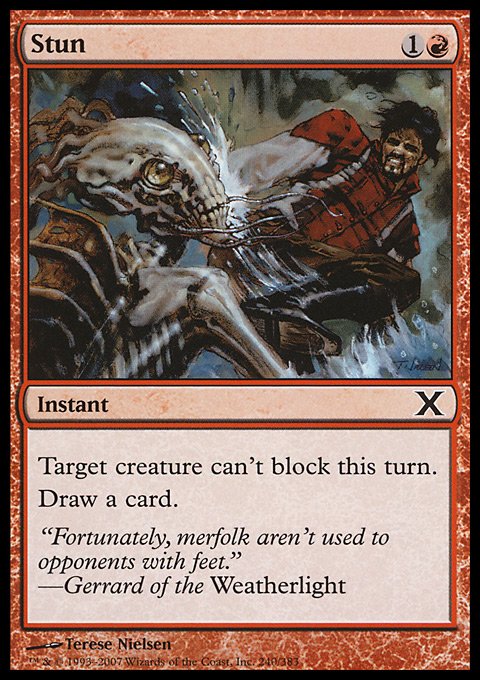 Stun
1
Instant
X
Target creature can't block this turn.
Draw a card.
"Fortunately, merfolk aren't used to
opponents with feet."
—Gerrard of the Weatherlight
Terese Nielsen
™ & © 1993–2007 Wizards of the Coast, Inc. 240/383